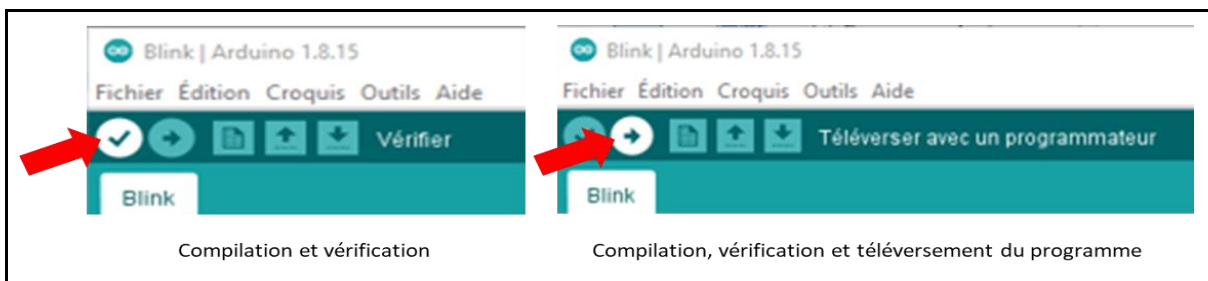 Blink | Arduino 1.8.15
Fichier Édition Croquis Outils Aide
Vérifier
Blink
Compilation et vérification
Blink | Arduino 1.8.15
Fichier Édition Croquis Outils Aide
Téléverser avec un programmateur
Blink
Compilation, vérification et téléversement du programme